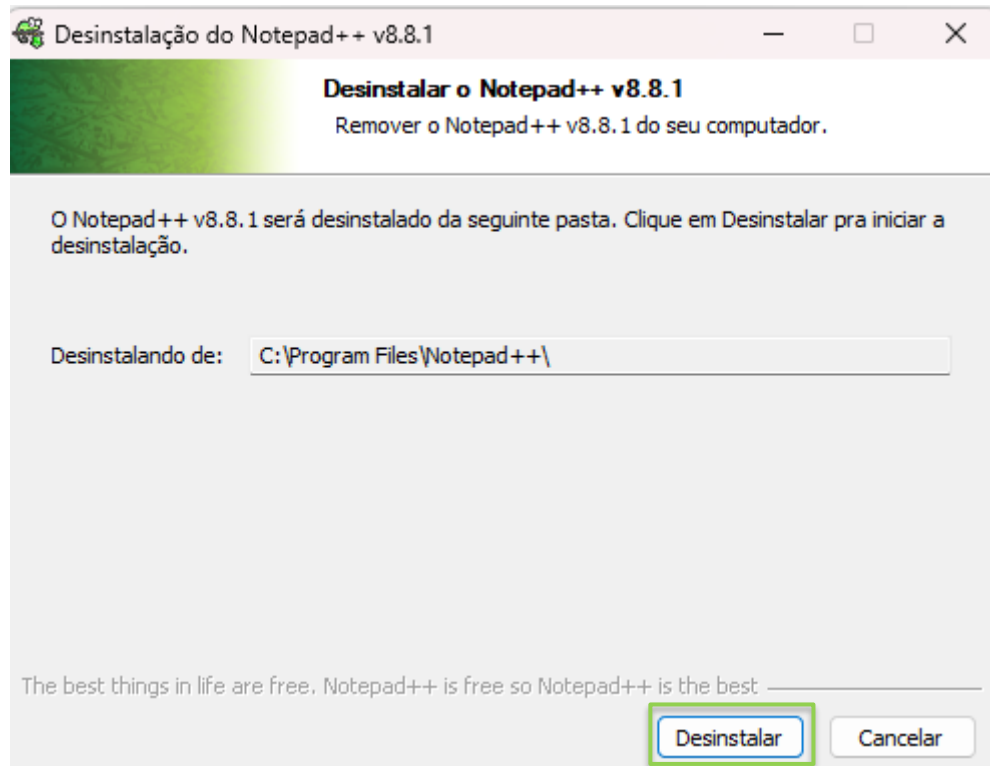 Desinstalação do Notepad++ v8.8.1
Desinstalar o Notepad++ v8.8.1
Remover o Notepad++ v8.8.1 do seu computador.
O Notepad++ v8.8.1 será desinstalado da seguinte pasta. Clique em Desinstalar pra iniciar a
desinstalação.
Desinstalando de: C:\Program Files\Notepad++\
The best things in life are free. Notepad++ is free so Notepad++ is the best
Desinstalar Cancelar